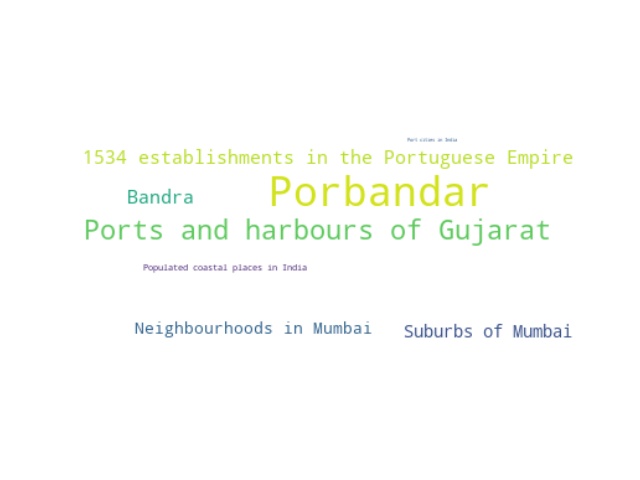 Port cities in India
1534 establishments in the Portuguese Empire
Bandra
Porbandar
Ports and harbours of Gujarat
Populated coastal places in India
Neighbourhoods in Mumbai
Suburbs of Mumbai